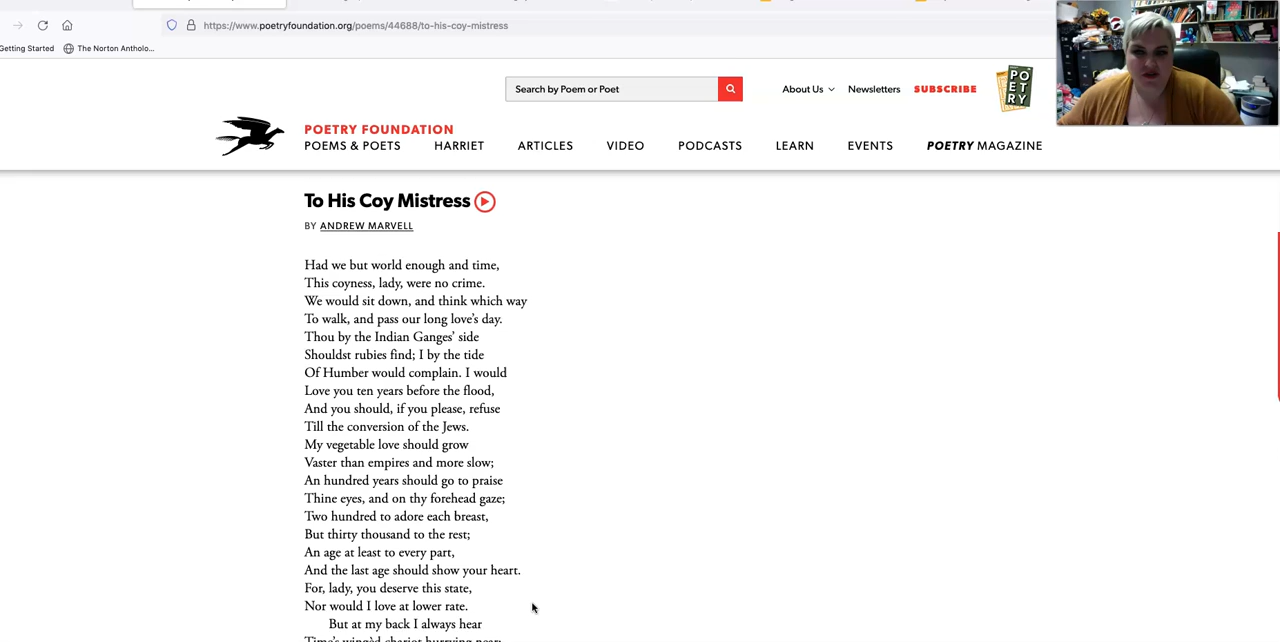 https://www.poetryfoundation.org/poems/44688/to-his-coy-mistress
Getting Started
The Norton Antholo...
Search by Poem or Poet
About Us
Newsletters
SUBSCRIBE
PO
ET
RY
POETRY FOUNDATION
POEMS & POETS
HARRIET
ARTICLES
VIDEO
PODCASTS
LEARN
EVENTS
POETRY MAGAZINE
To His Coy Mistress
BY ANDREW MARVELL
Had we but world enough and time,
This coyness, lady, were no crime.
We would sit down, and think which way
To walk, and pass our long love’s day.
Thou by the Indian Ganges’ side
Shouldst rubies find; I by the tide
Of Humber would complain. I would
Love you ten years before the flood,
And you should, if you please, refuse
Till the conversion of the Jews.
My vegetable love should grow
Vaster than empires and more slow;
An hundred years should go to praise
Thine eyes, and on thy forehead gaze;
Two hundred to adore each breast,
But thirty thousand to the rest;
An age at least to every part,
And the last age should show your heart.
For, lady, you deserve this state,
Nor would I love at lower rate.
But at my back I always hear
Time’s wingèd chariot hurrying near;